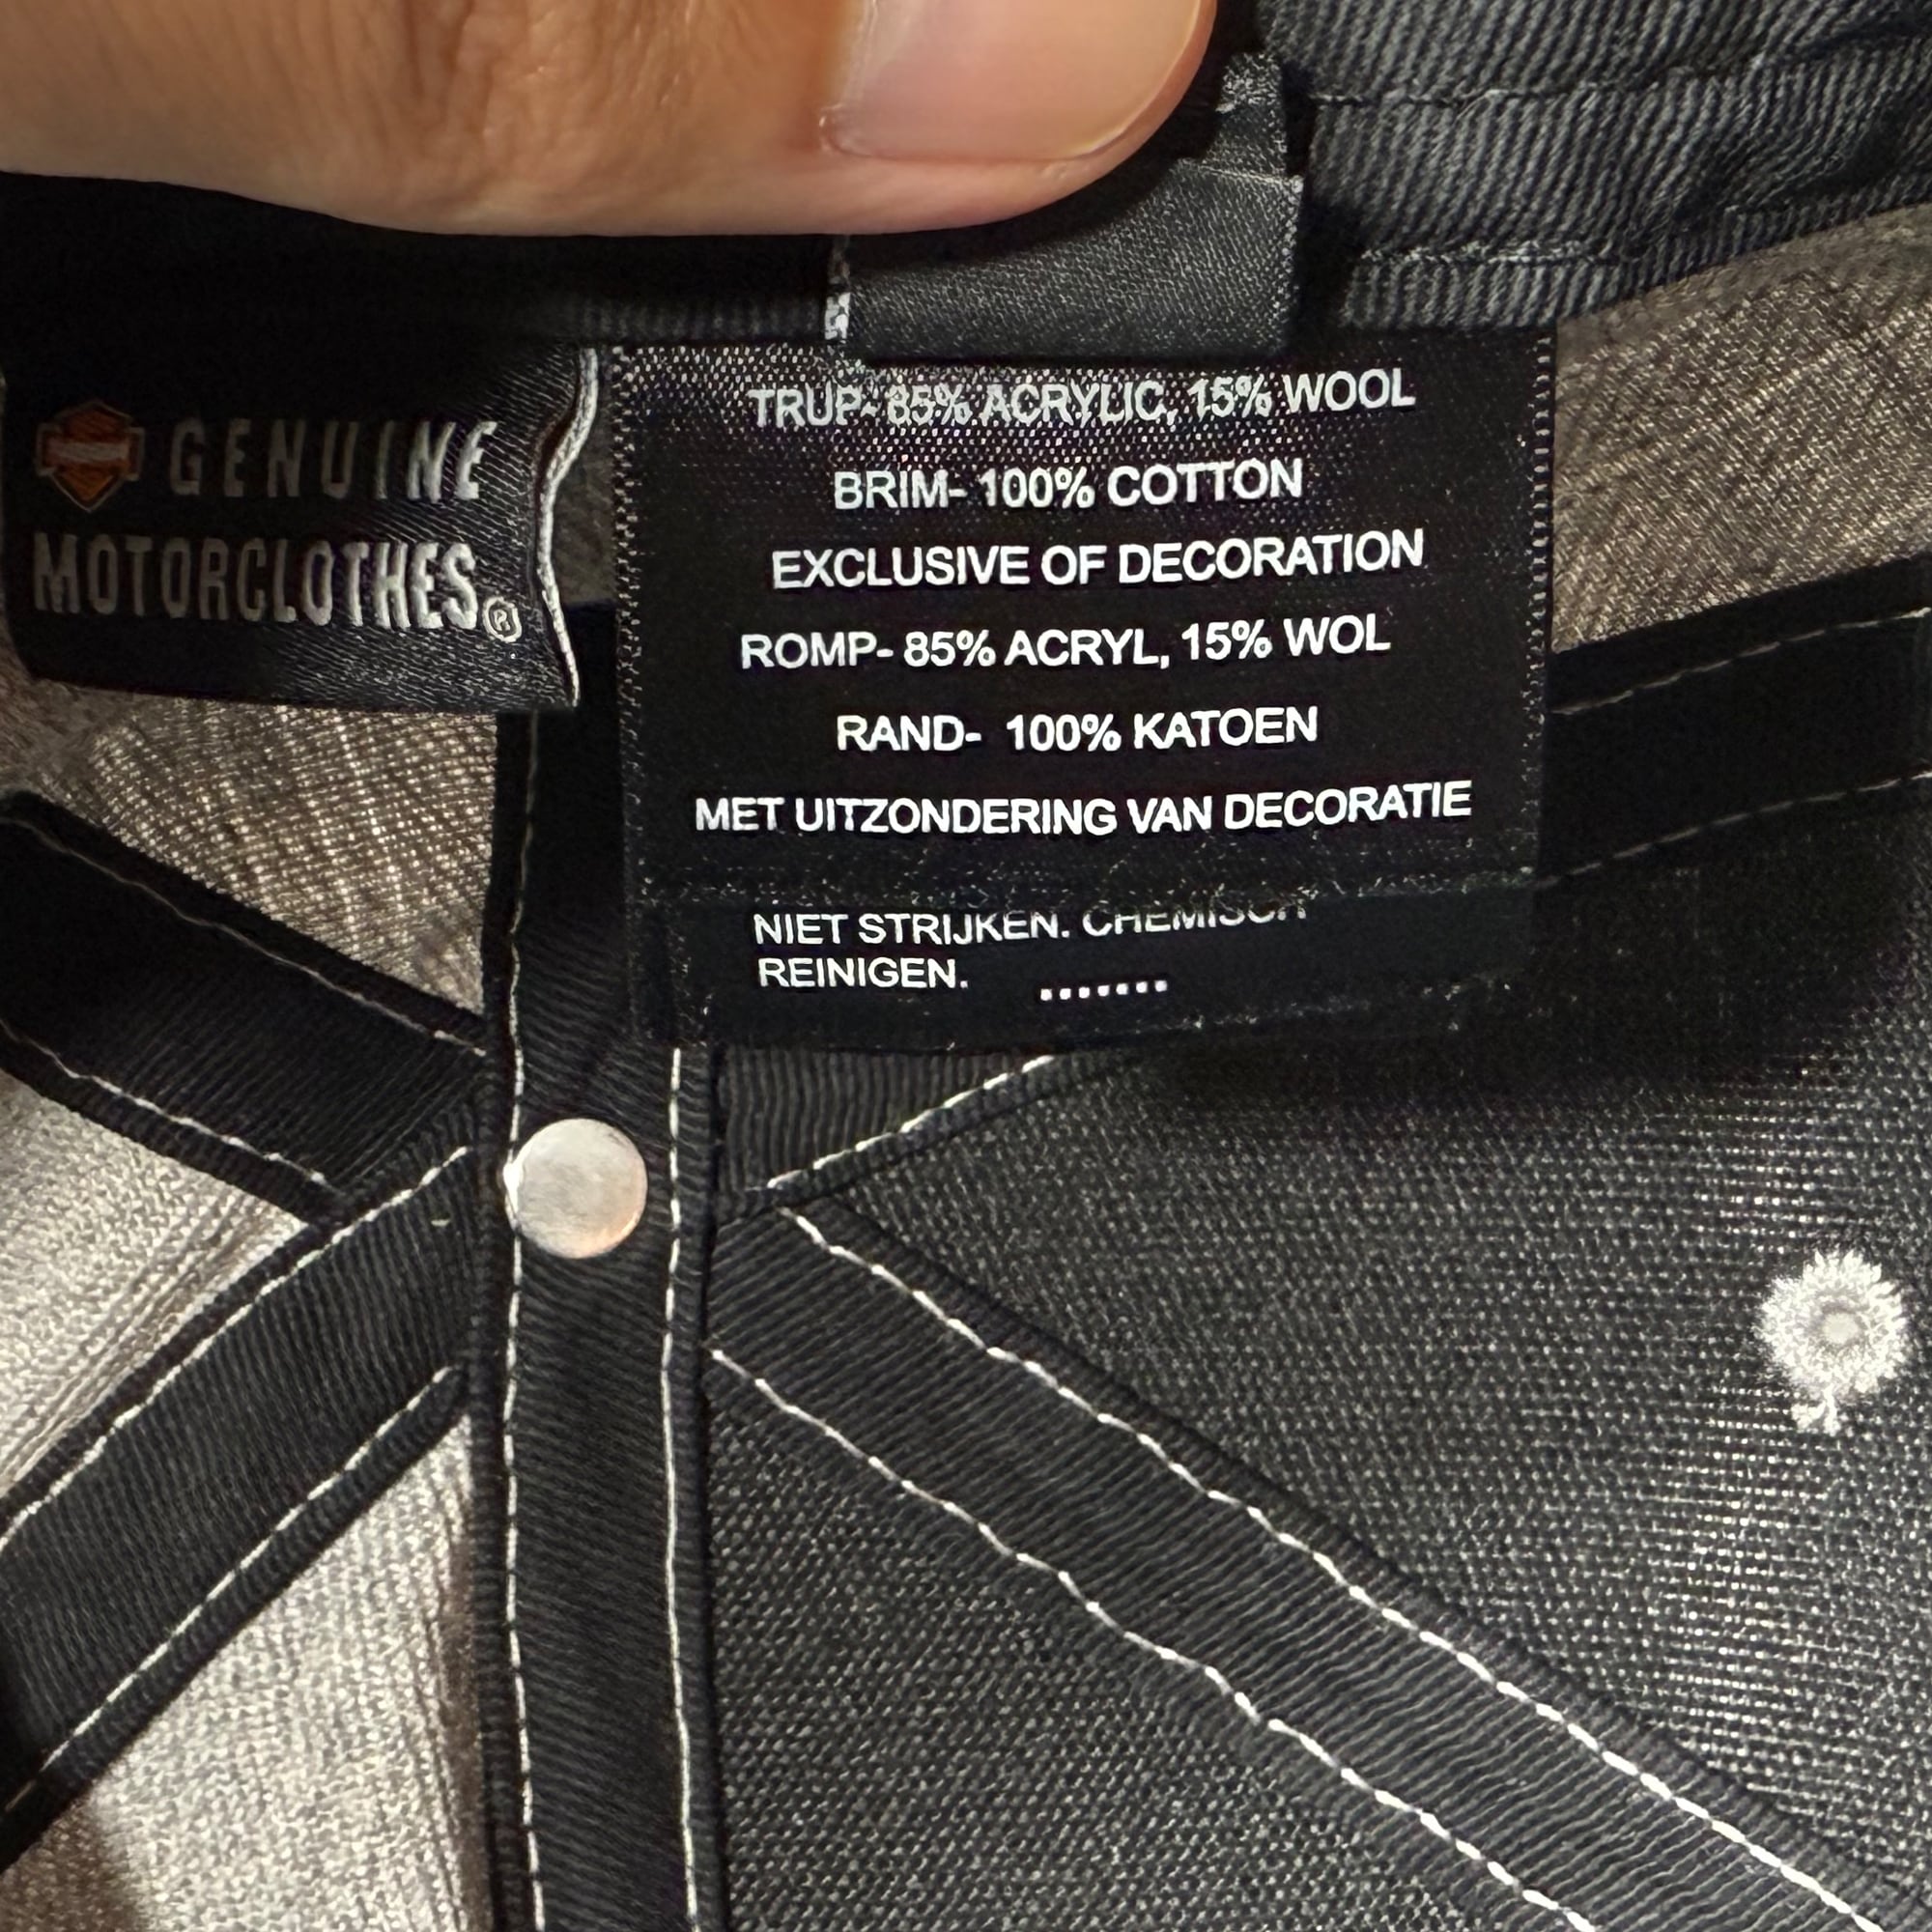 GENUINE
MOTORCLOTHES®
TRUP- 85% ACRYLIC, 15% WOOL
BRIM- 100% COTTON
EXCLUSIVE OF DECORATION
ROMP- 85% ACRYL, 15% WOL
RAND- 100% KATOEN
MET UITZONDERING VAN DECORATIE
NIET STRIJKEN. CHEMISCH
REINIGEN. .......